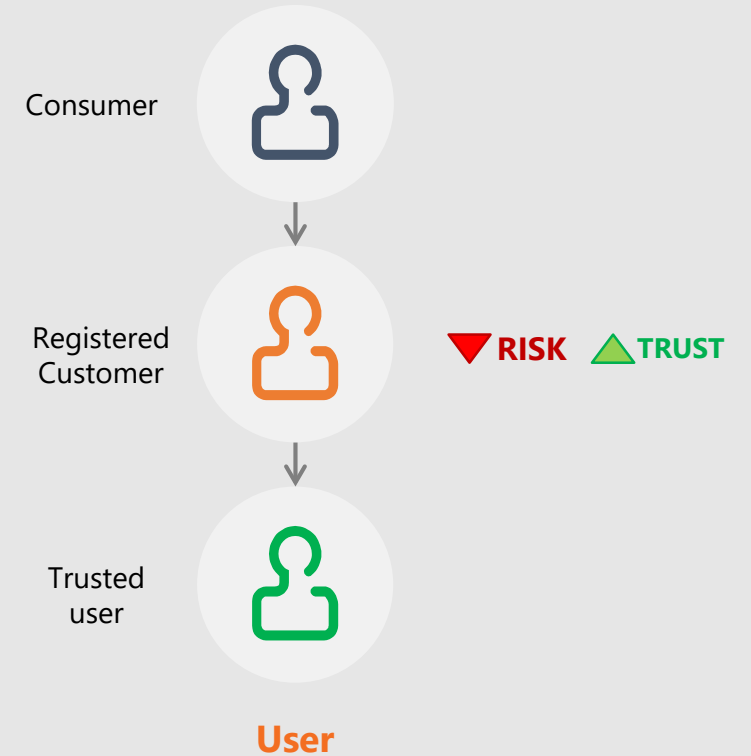 Consumer
Registered
Customer
RISK
TRUST
Trusted
user
User